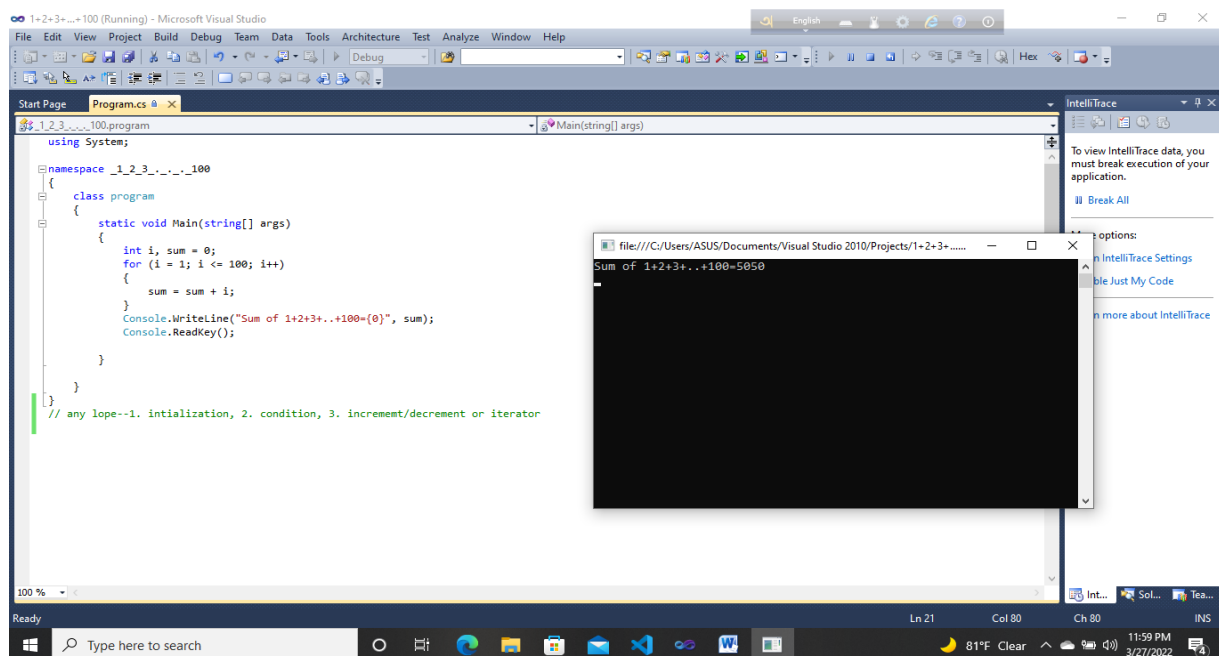 1+2+3+...+100 (Running) - Microsoft Visual Studio
English
File Edit View Project Build Debug Team Data Tools Architecture Test Analyze Window Help
Debug
Hex
Start Page Program.cs
IntelliTrace
_1_2_3_._._._100.program
Main(string[] args)
using System;
namespace _1_2_3_._._._100
{
class program
{
static void Main(string[] args)
{
int i, sum = 0;
for (i = 1; i <= 100; i++)
{
sum = sum + i;
}
Console.WriteLine("Sum of 1+2+3+..+100={0}", sum);
Console.ReadKey();
}
}
}
// any lope--1. intialization, 2. condition, 3. incrememt/decrement or iterator
file:///C:/Users/ASUS/Documents/Visual Studio 2010/Projects/1+2+3+......
Sum of 1+2+3+..+100=5050
To view IntelliTrace data, you
must break execution of your
application.
Break All
options:
IntelliTrace Settings
Just My Code
more about IntelliTrace
100 %
Int... Sol... Tea...
Ready
Ln 21 Col 80 Ch 80 INS
Type here to search
81°F Clear
11:59 PM
3/27/2022
4